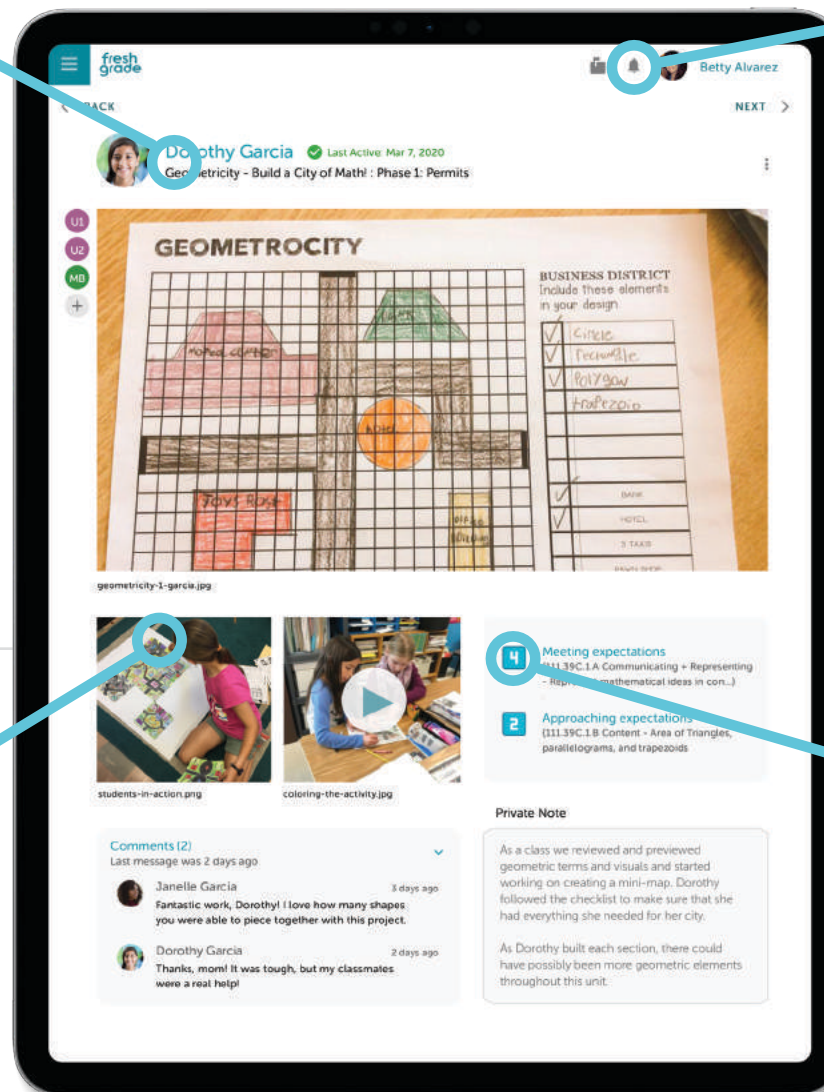 fresh
grade
Betty Alvarez
BACK
NEXT
Dorothy Garcia
Last Active: Mar 7, 2020
Geometricity - Build a City of Math! : Phase 1: Permits
U1
U2
MB
GEOMETROCITY
BUSINESS DISTRICT
Include these elements
in your design
Circle
rectangle
Polygon
trapezoid
BANK
HOTEL
3 TAXIS
HOTEL
TOYS
OFFICE
geometricity-1-garcia.jpg
students-in-action.png
coloring-the-activity.jpg
4
Meeting expectations
(111.39C.1.A Communicating + Representing
- Represent mathematical ideas in con...)
2
Approaching expectations
(111.39C.1.B Content - Area of Triangles,
parallelograms, and trapezoids
Comments (2)
Last message was 2 days ago
Janelle Garcia
3 days ago
Fantastic work, Dorothy! I love how many shapes
you were able to piece together with this project.
Dorothy Garcia
2 days ago
Thanks, mom! It was tough, but my classmates
were a real help!
Private Note
As a class we reviewed and previewed
geometric terms and visuals and started
working on creating a mini-map. Dorothy
followed the checklist to make sure that she
had everything she needed for her city.
As Dorothy built each section, there could
have possibly been more geometric elements
throughout this unit.